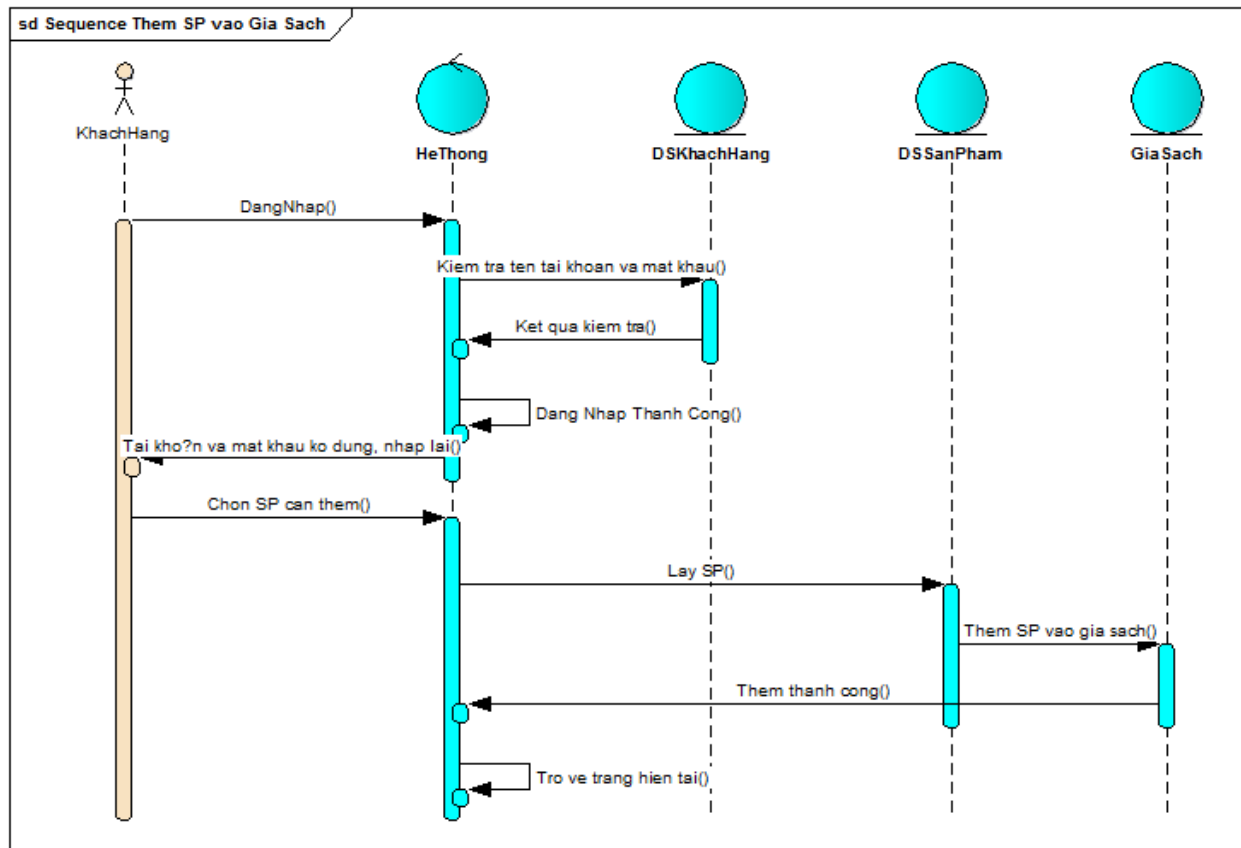 sd Sequence Them SP vao Gia Sach
KhachHang
HeThong
DSKhachHang
DSSanPham
GiaSach
DangNhap()
Kiem tra ten tai khoan va mat khau()
Ket qua kiem tra()
Dang Nhap Thanh Cong()
Tai kho?n va mat khau ko dung, nhap lai()
Chon SP can them()
Lay SP()
Them SP vao gia sach()
Them thanh cong()
Tro ve trang hien tai()